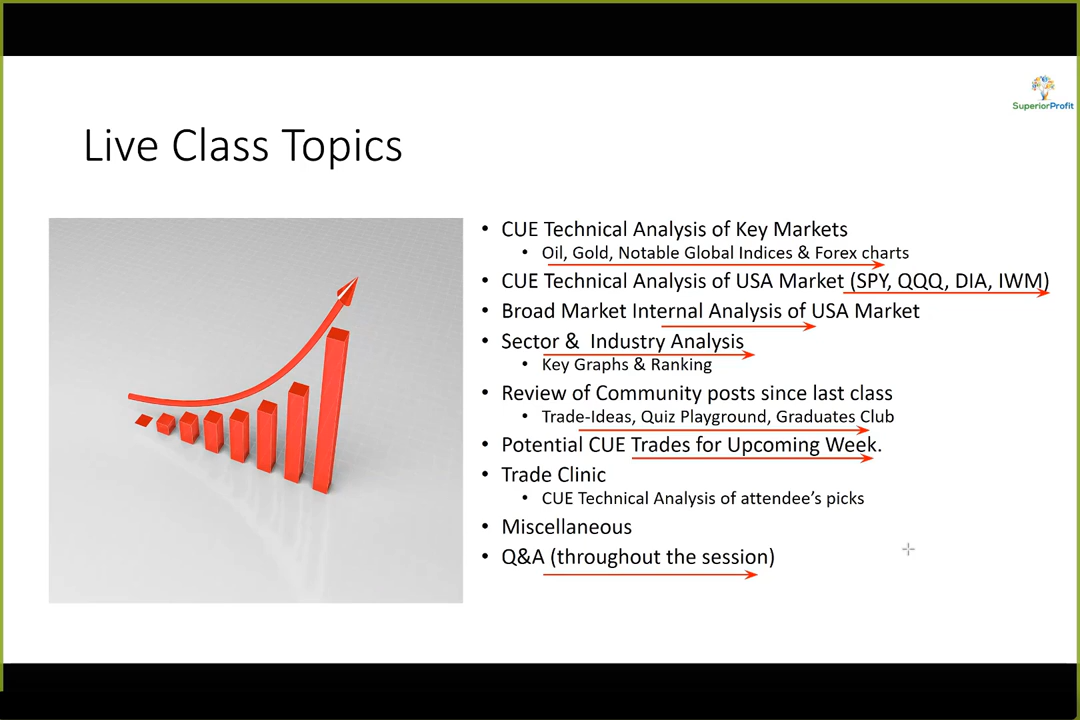 SuperiorProfit
Live Class Topics
• CUE Technical Analysis of Key Markets
• Oil, Gold, Notable Global Indices & Forex charts
• CUE Technical Analysis of USA Market (SPY, QQQ, DIA, IWM)
• Broad Market Internal Analysis of USA Market
• Sector & Industry Analysis
• Key Graphs & Ranking
• Review of Community posts since last class
• Trade-Ideas, Quiz Playground, Graduates Club
• Potential CUE Trades for Upcoming Week.
• Trade Clinic
• CUE Technical Analysis of attendee’s picks
• Miscellaneous
• Q&A (throughout the session)